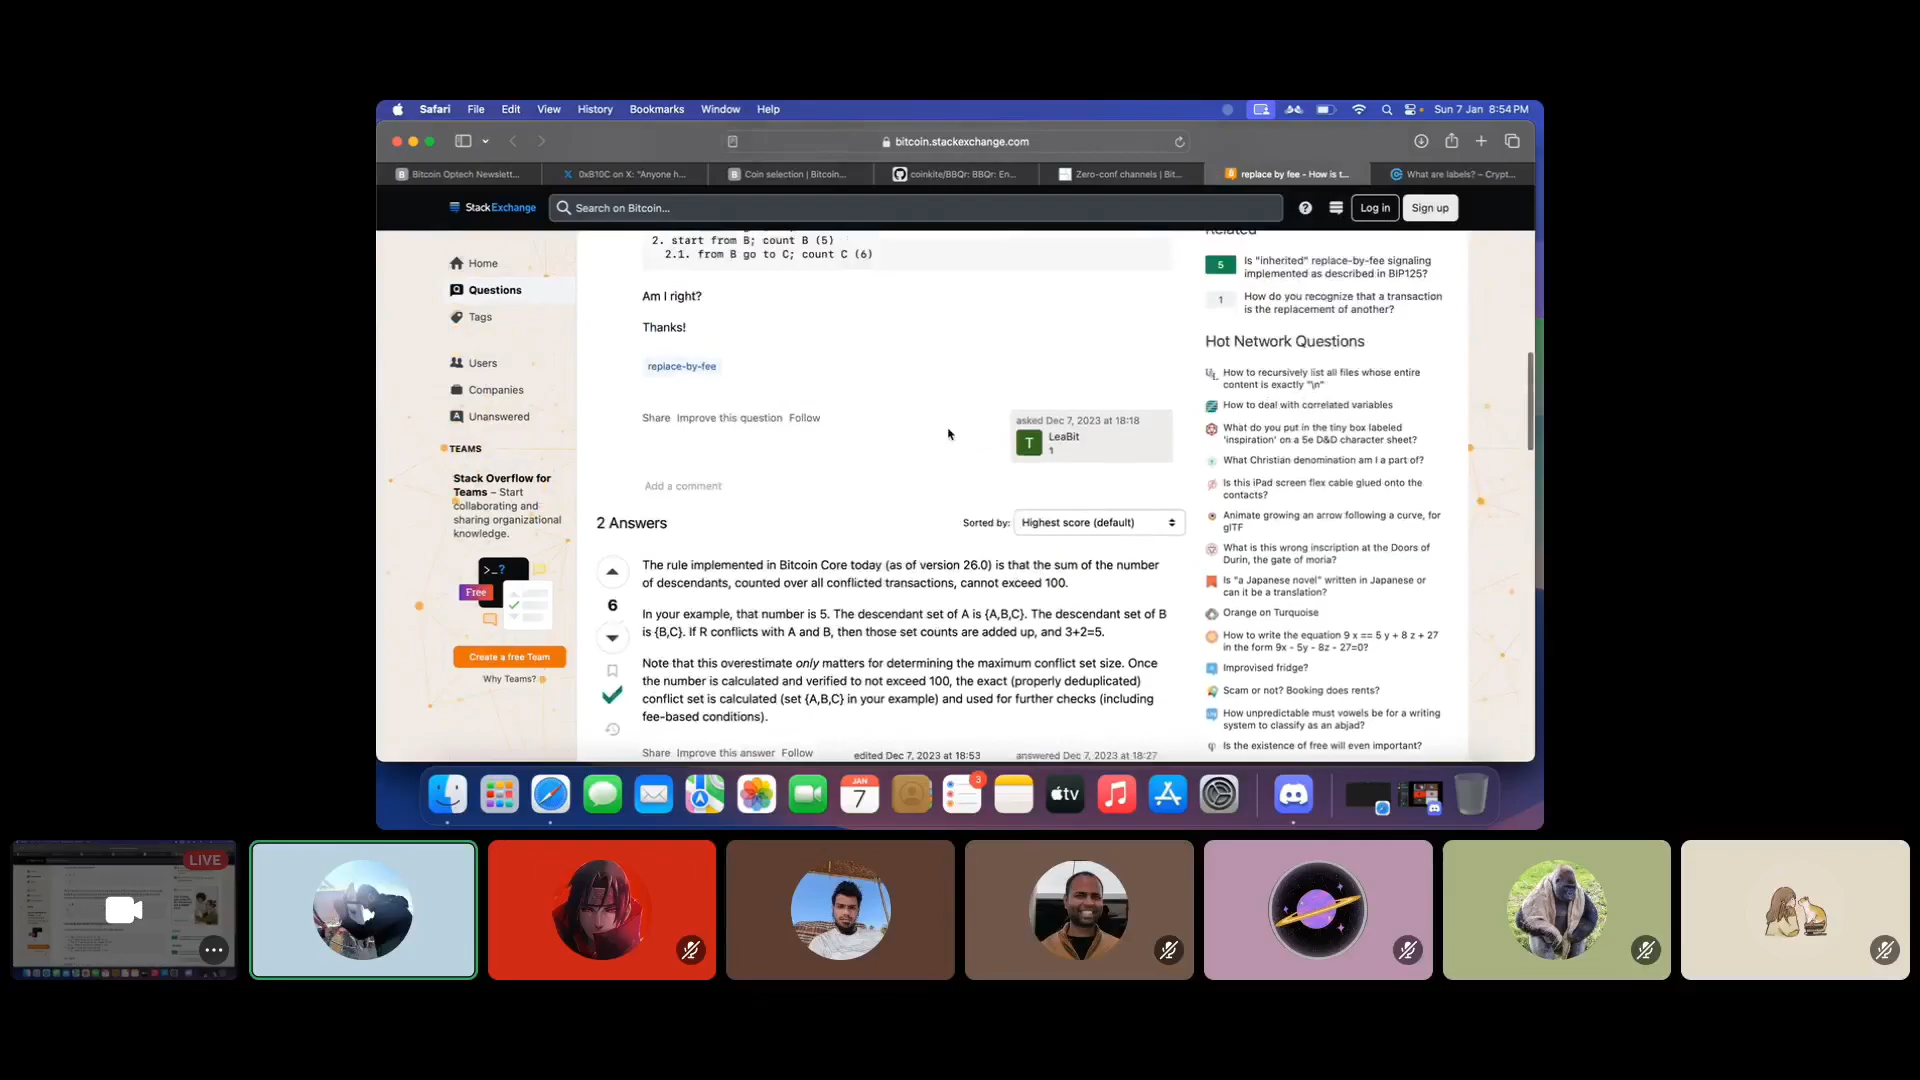 Safari File Edit View History Bookmarks Window Help Sun 7 Jan 8:54 PM
bitcoin.stackexchange.com
Bitcoin Optech Newslett... 0xB10C on X: "Anyone h... Coin selection | Bitcoin... coinkite/BBQr: BBQr: En... Zero-conf channels | Bit... replace by fee - How is t... What are labels? – Crypt...
StackExchange Search on Bitcoin... Log in Sign up
Home
Questions
Tags
Users
Companies
Unanswered
TEAMS
Stack Overflow for
Teams – Start
collaborating and
sharing organizational
knowledge.
>_?
Free
Create a free Team
Why Teams?
2. start from B; count B (5)
2.1. from B go to C; count C (6)
Am I right?
Thanks!
replace-by-fee
Share Improve this question Follow
asked Dec 7, 2023 at 18:18
T
LeaBit
1
Add a comment
2 Answers
Sorted by: Highest score (default)
6
The rule implemented in Bitcoin Core today (as of version 26.0) is that the sum of the number
of descendants, counted over all conflicted transactions, cannot exceed 100.
In your example, that number is 5. The descendant set of A is {A,B,C}. The descendant set of B
is {B,C}. If R conflicts with A and B, then those set counts are added up, and 3+2=5.
Note that this overestimate only matters for determining the maximum conflict set size. Once
the number is calculated and verified to not exceed 100, the exact (properly deduplicated)
conflict set is calculated (set {A,B,C} in your example) and used for further checks (including
fee-based conditions).
Share Improve this answer Follow
edited Dec 7, 2023 at 18:53
answered Dec 7, 2023 at 18:27
Related
5 Is "inherited" replace-by-fee signaling
implemented as described in BIP125?
1 How do you recognize that a transaction
is the replacement of another?
Hot Network Questions
How to recursively list all files whose entire
content is exactly "\n"
How to deal with correlated variables
What do you put in the tiny box labeled
'inspiration' on a 5e D&D character sheet?
What Christian denomination am I a part of?
Is this iPad screen flex cable glued onto the
contacts?
Animate growing an arrow following a curve, for
glTF
What is this wrong inscription at the Doors of
Durin, the gate of moria?
Is "a Japanese novel" written in Japanese or
can it be a translation?
Orange on Turquoise
How to write the equation 9 x == 5 y + 8 z + 27
in the form 9x - 5y - 8z - 27=0?
Improvised fridge?
Scam or not? Booking does rents?
How unpredictable must vowels be for a writing
system to classify as an abjad?
Is the existence of free will even important?
JAN
7
3
tv
LIVE